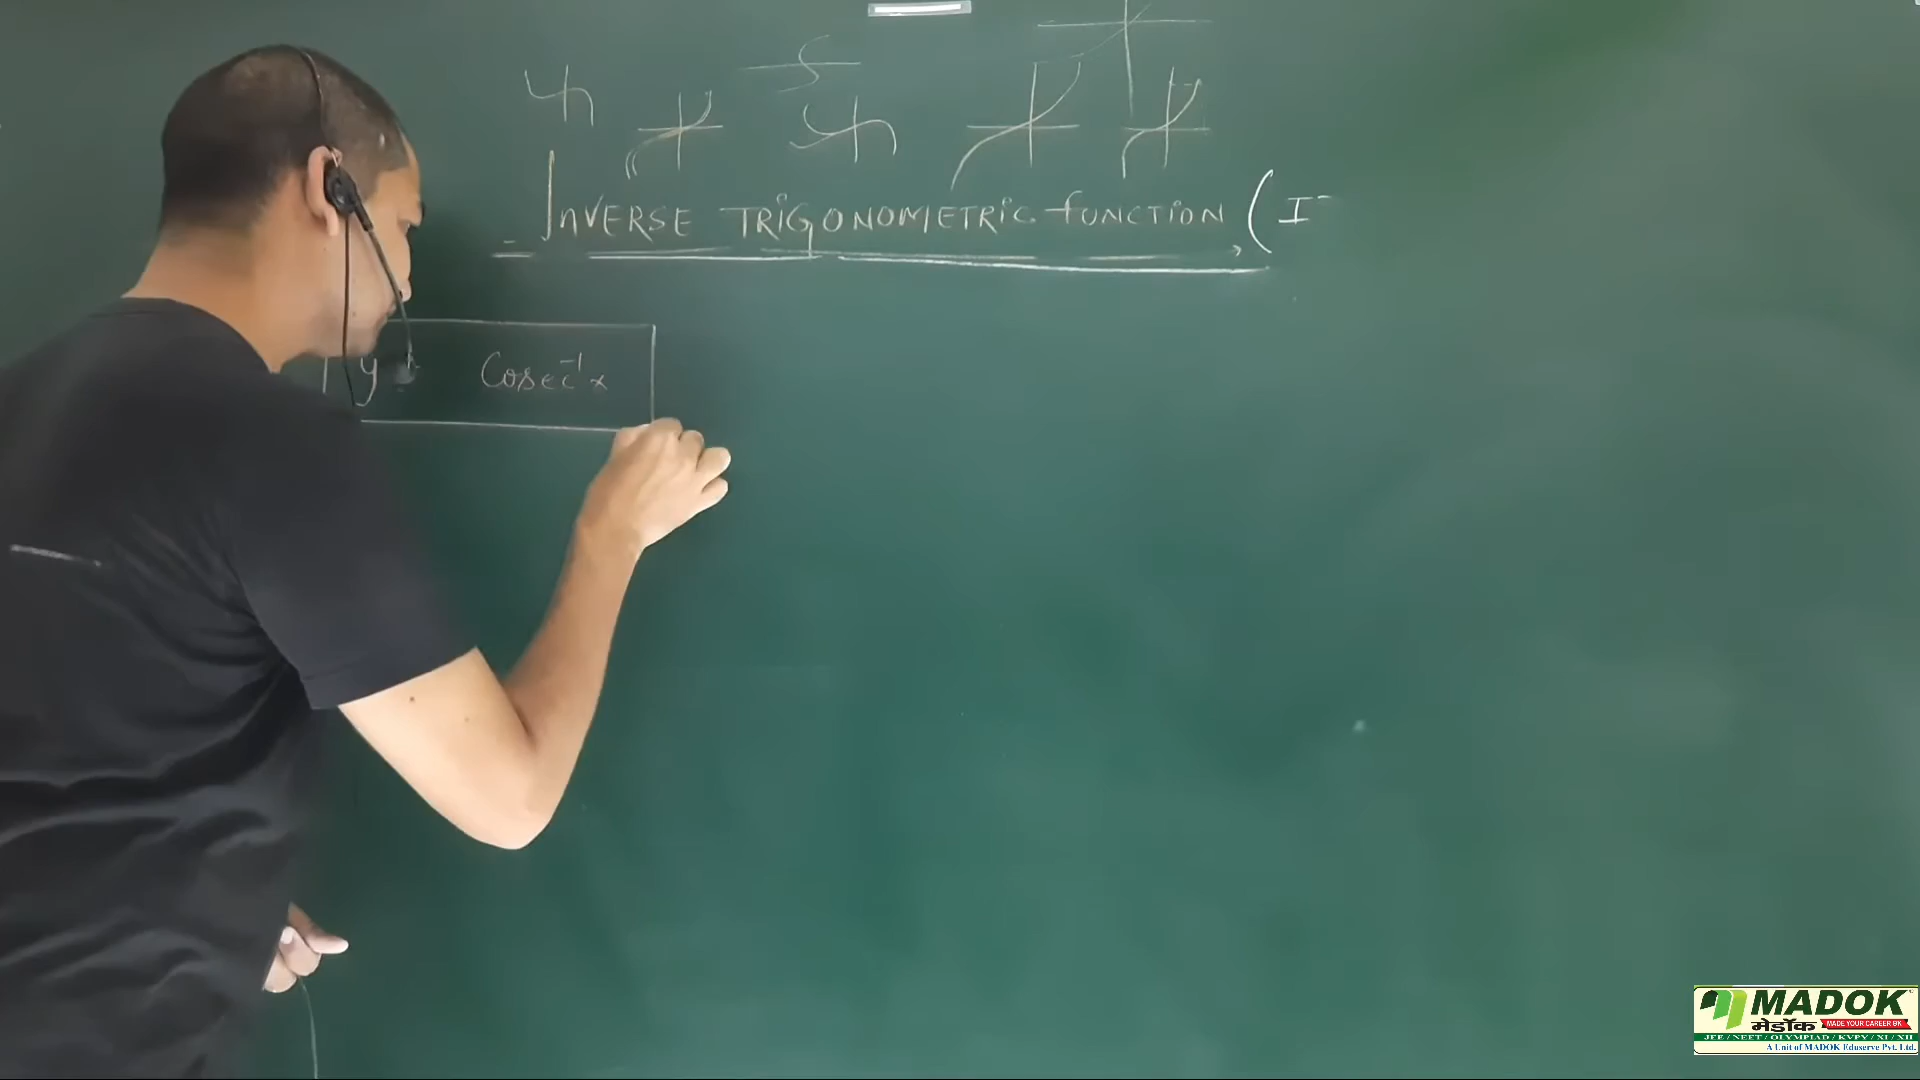 INVERSE TRIGONOMETRIC FUNCTION (I
y = Cosec⁻¹x
MADOK
मेडॉक MADE YOUR CAREER 6K
JEE / NEET / OLYMPIAD / KVPY / XI / XII
A Unit of MADOK Eduserve Pvt. Ltd.